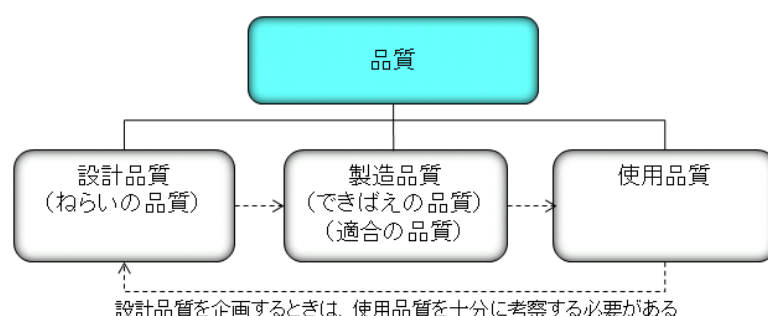 品質
設計品質
(ねらいの品質)
製造品質
(できばえの品質)
(適合の品質)
使用品質
設計品質を企画するときは、使用品質を十分に考察する必要がある